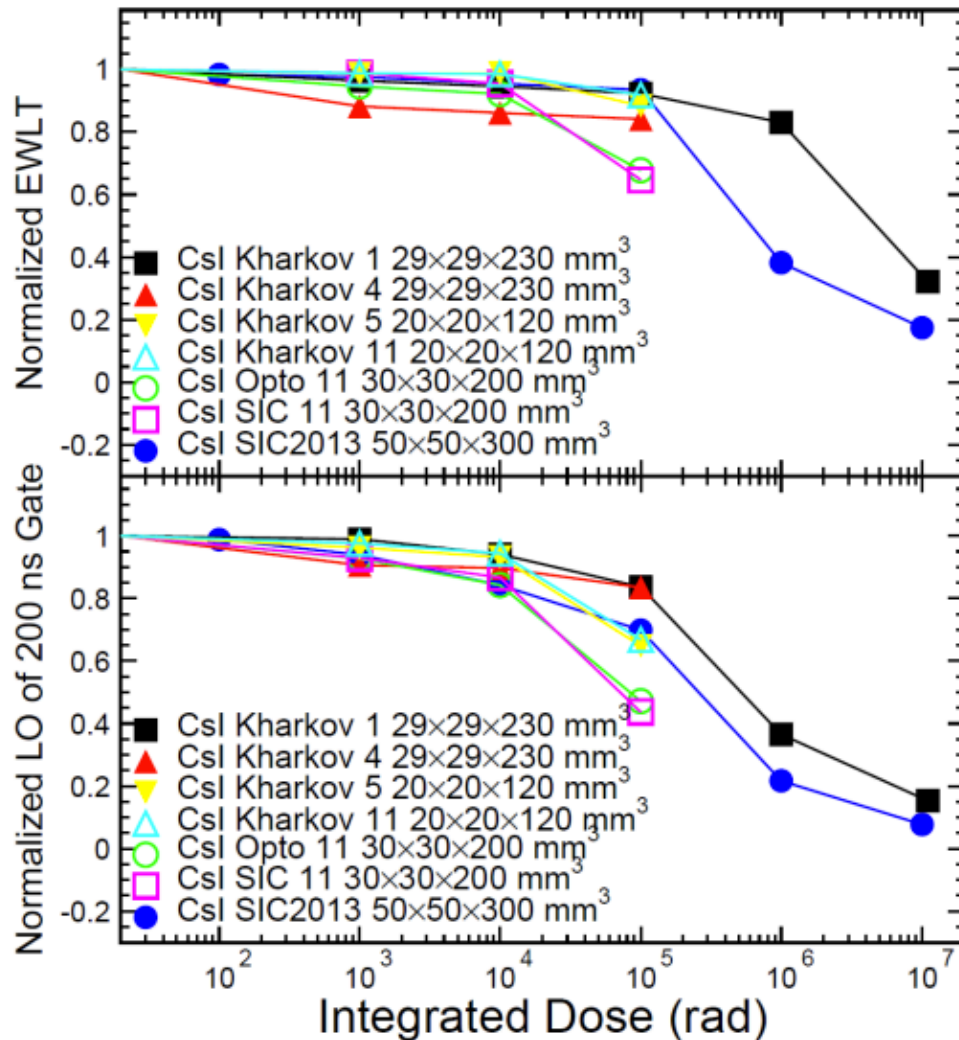 Normalized EWLT
1
0.8
0.6
0.4
0.2
0
-0.2
CsI Kharkov 1 29×29×230 mm³
CsI Kharkov 4 29×29×230 mm³
CsI Kharkov 5 20×20×120 mm³
CsI Kharkov 11 20×20×120 mm³
CsI Opto 11 30×30×200 mm³
CsI SIC 11 30×30×200 mm³
CsI SIC2013 50×50×300 mm³
Normalized LO of 200 ns Gate
1
0.8
0.6
0.4
0.2
0
-0.2
CsI Kharkov 1 29×29×230 mm³
CsI Kharkov 4 29×29×230 mm³
CsI Kharkov 5 20×20×120 mm³
CsI Kharkov 11 20×20×120 mm³
CsI Opto 11 30×30×200 mm³
CsI SIC 11 30×30×200 mm³
CsI SIC2013 50×50×300 mm³
10² 10³ 10⁴ 10⁵ 10⁶ 10⁷
Integrated Dose (rad)